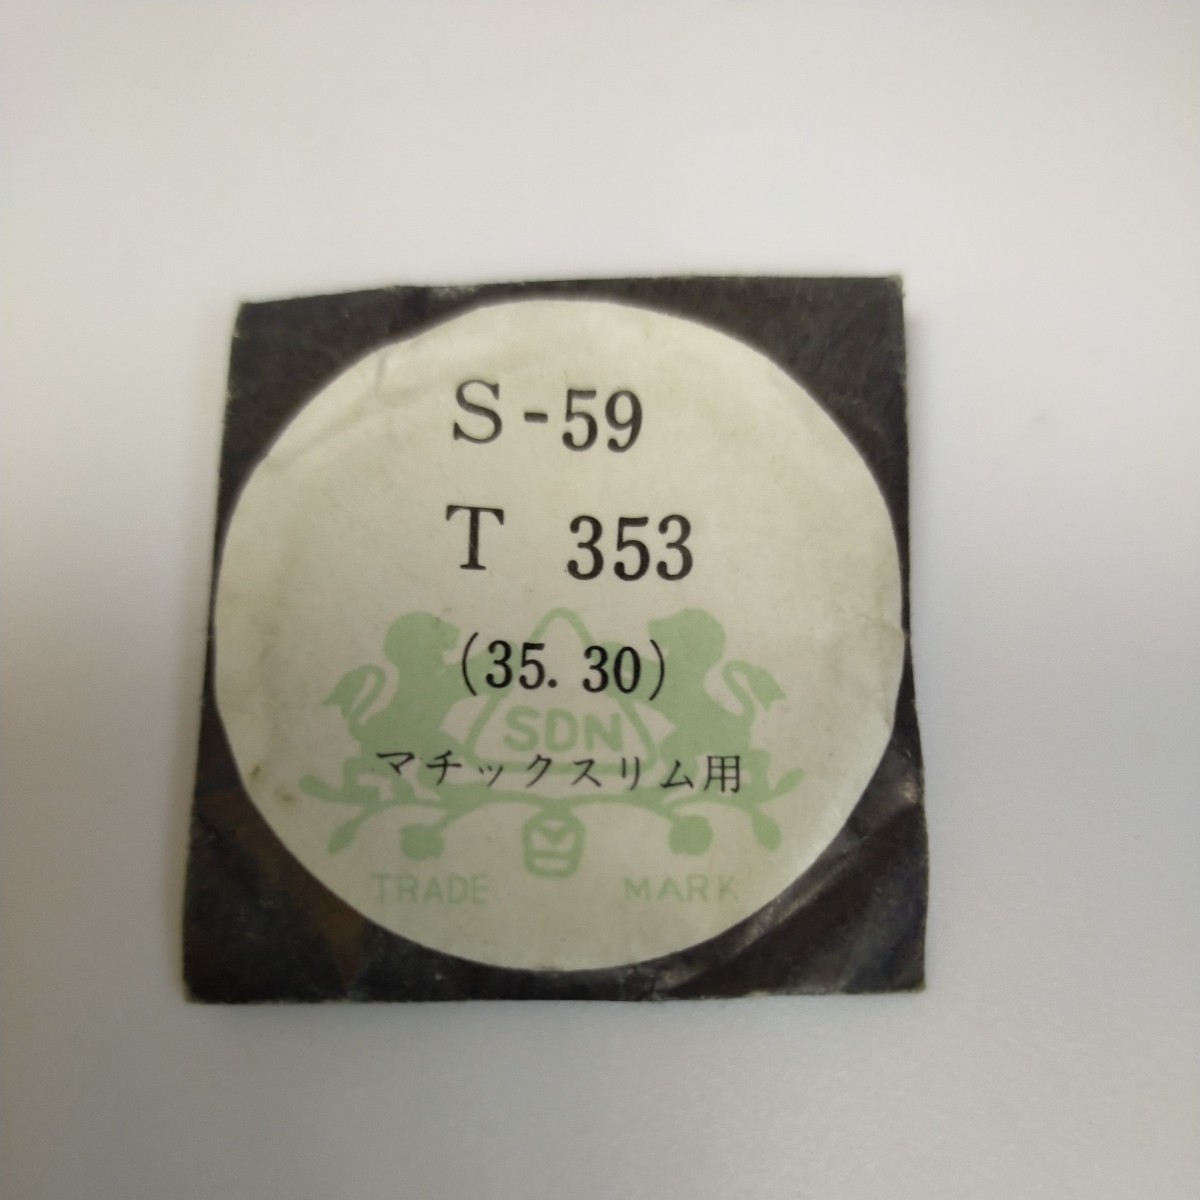 S-59
T 353
(35.30)
SDN
マチックスリム用
TRADE MARK